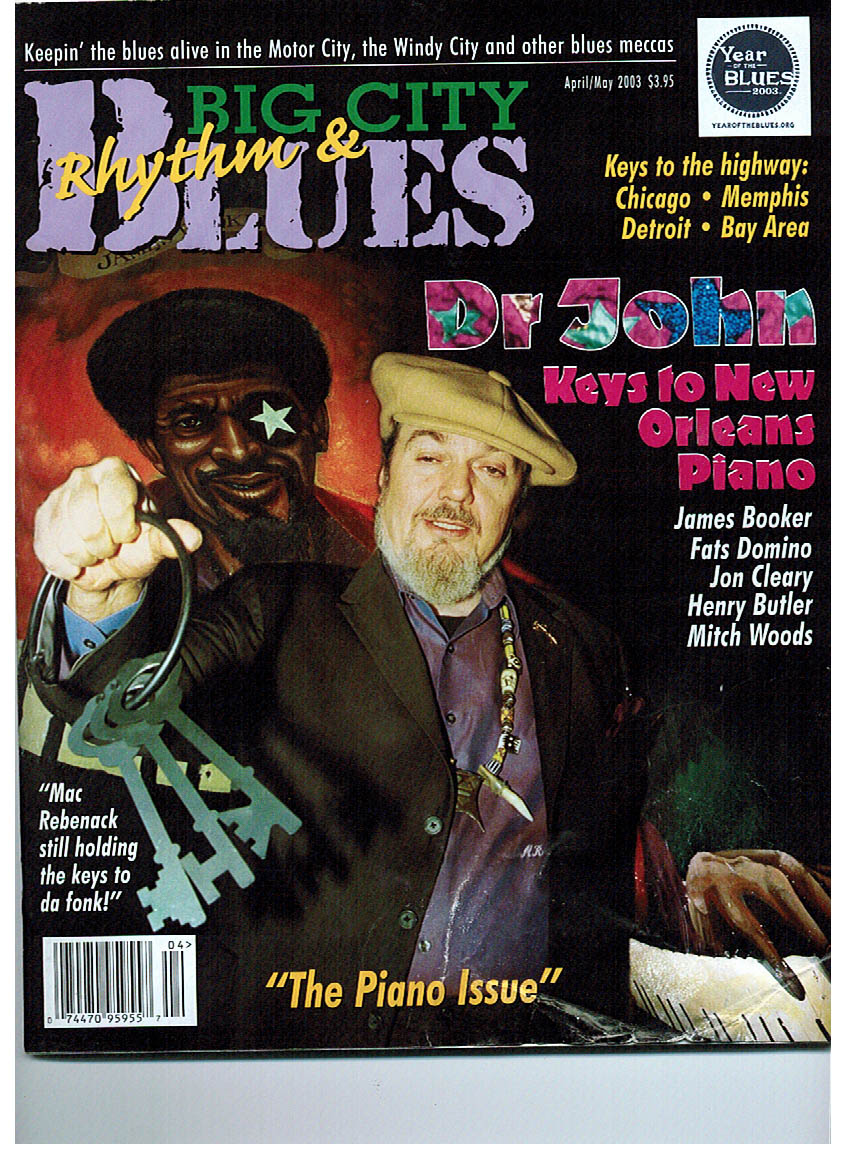 Keepin' the blues alive in the Motor City, the Windy City and other blues meccas
April/May 2003 $3.95
Year
OF THE
BLUES
2003
YEAROFTHEBLUES.ORG
BIG CITY
Rhythm &
BLUES
Keys to the highway:
Chicago • Memphis
Detroit • Bay Area
Dr John
Keys to New
Orleans
Piano
James Booker
Fats Domino
Jon Cleary
Henry Butler
Mitch Woods
"Mac
Rebenack
still holding
the keys to
da fonk!"
"The Piano Issue"
04>
0 74470 95955 7